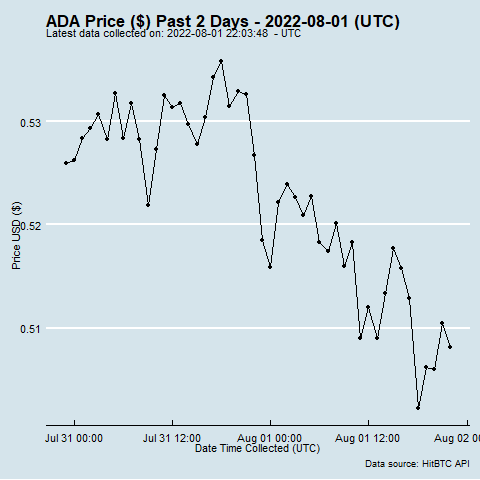 ADA Price ($) Past 2 Days - 2022-08-01 (UTC)
Latest data collected on: 2022-08-01 22:03:48 - UTC
0.53
0.52
0.51
Price USD ($)
Jul 31 00:00 Jul 31 12:00 Aug 01 00:00 Aug 01 12:00 Aug 02 0
Date Time Collected (UTC)
Data source: HitBTC API